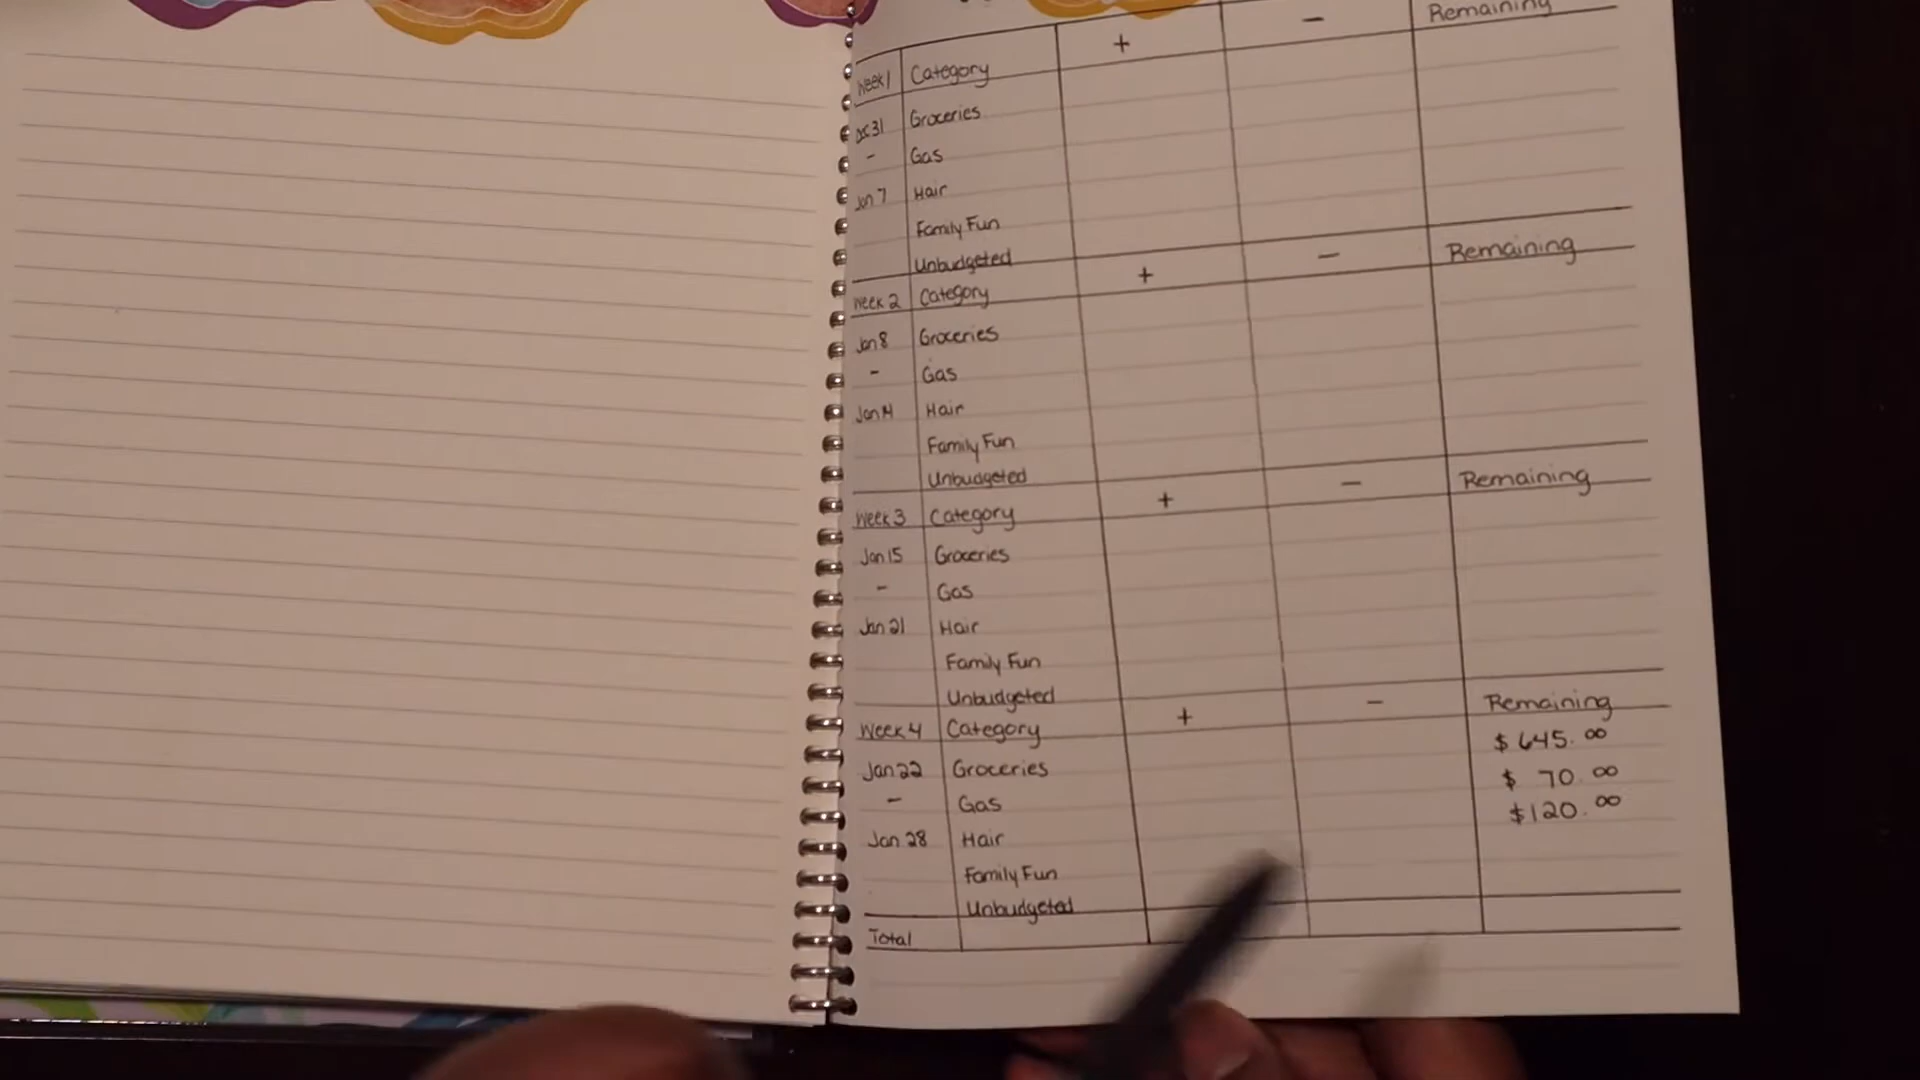 Week 1 Category + - Remaining
Dec 31 Groceries
- Gas
Jan 7 Hair
Family Fun
Unbudgeted
Week 2 Category + - Remaining
Jan 8 Groceries
- Gas
Jan 14 Hair
Family Fun
Unbudgeted
Week 3 Category + - Remaining
Jan 15 Groceries
- Gas
Jan 21 Hair
Family Fun
Unbudgeted
Week 4 Category + - Remaining
Jan 22 Groceries $645.00
- Gas $ 70.00
Jan 28 Hair $120.00
Family Fun
Unbudgeted
Total